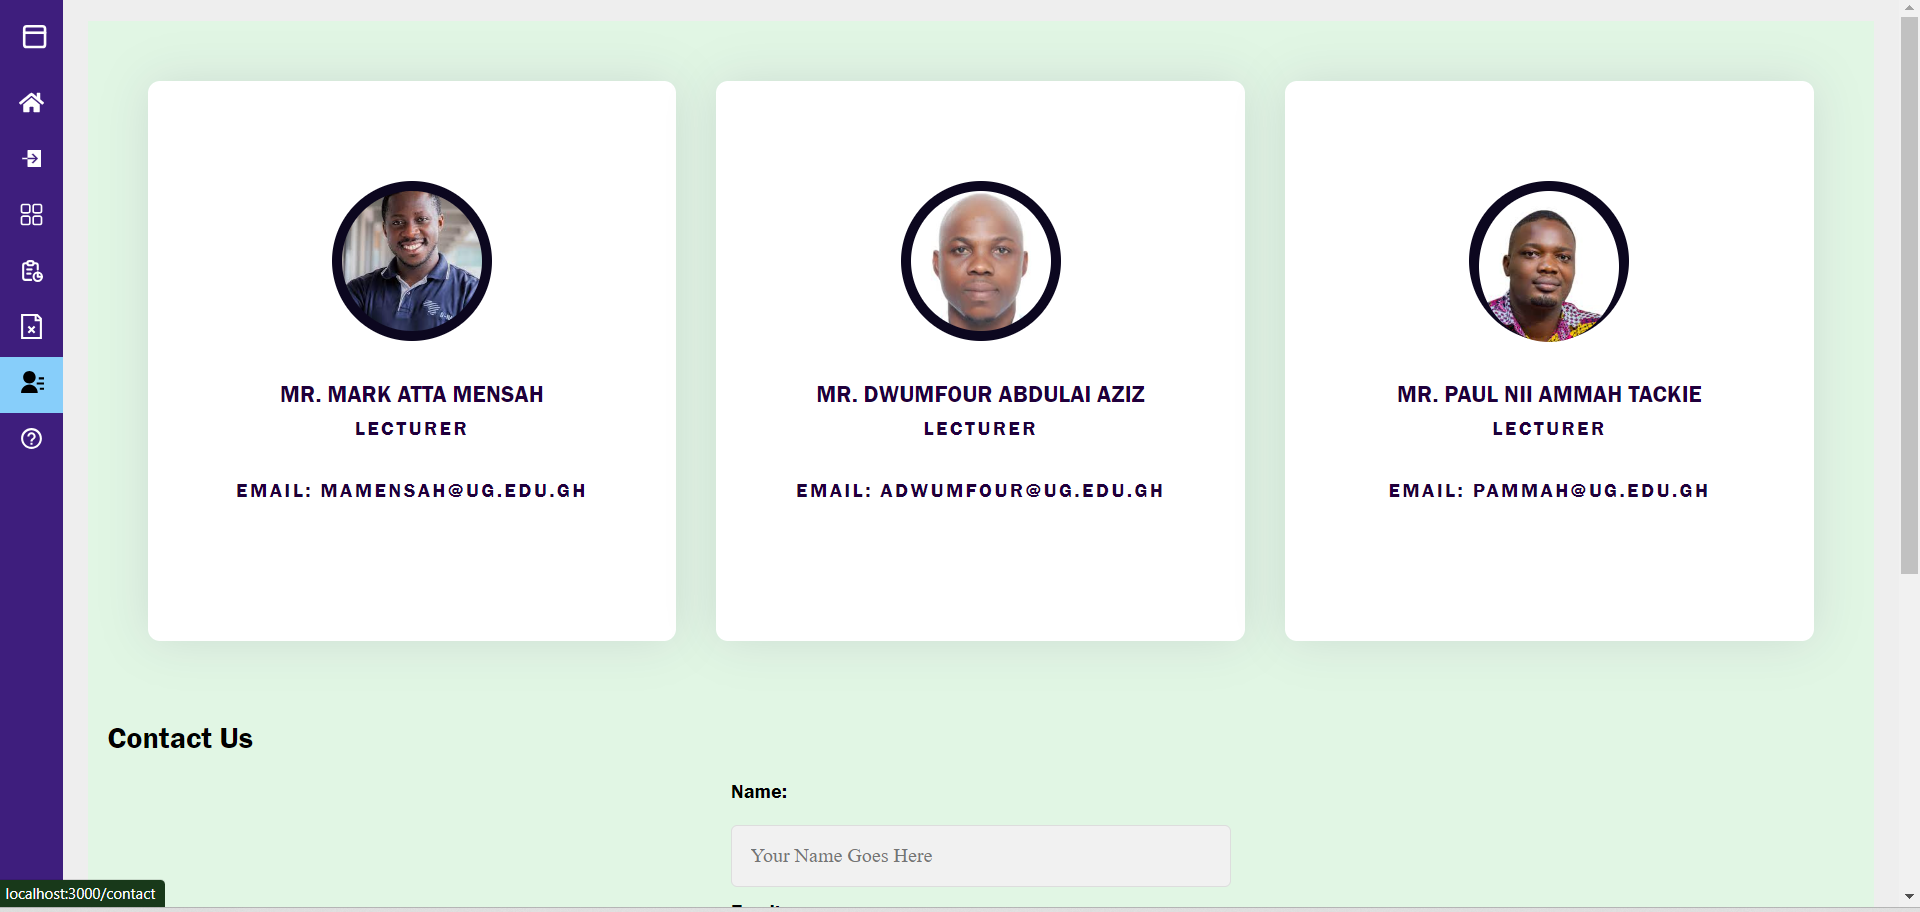 MR. MARK ATTA MENSAH
LECTURER
EMAIL: MAMENSAH@UG.EDU.GH
MR. DWUMFOUR ABDULAI AZIZ
LECTURER
EMAIL: ADWUMFOUR@UG.EDU.GH
MR. PAUL NII AMMAH TACKIE
LECTURER
EMAIL: PAMMAH@UG.EDU.GH
Contact Us
Name:
Your Name Goes Here
localhost:3000/contact